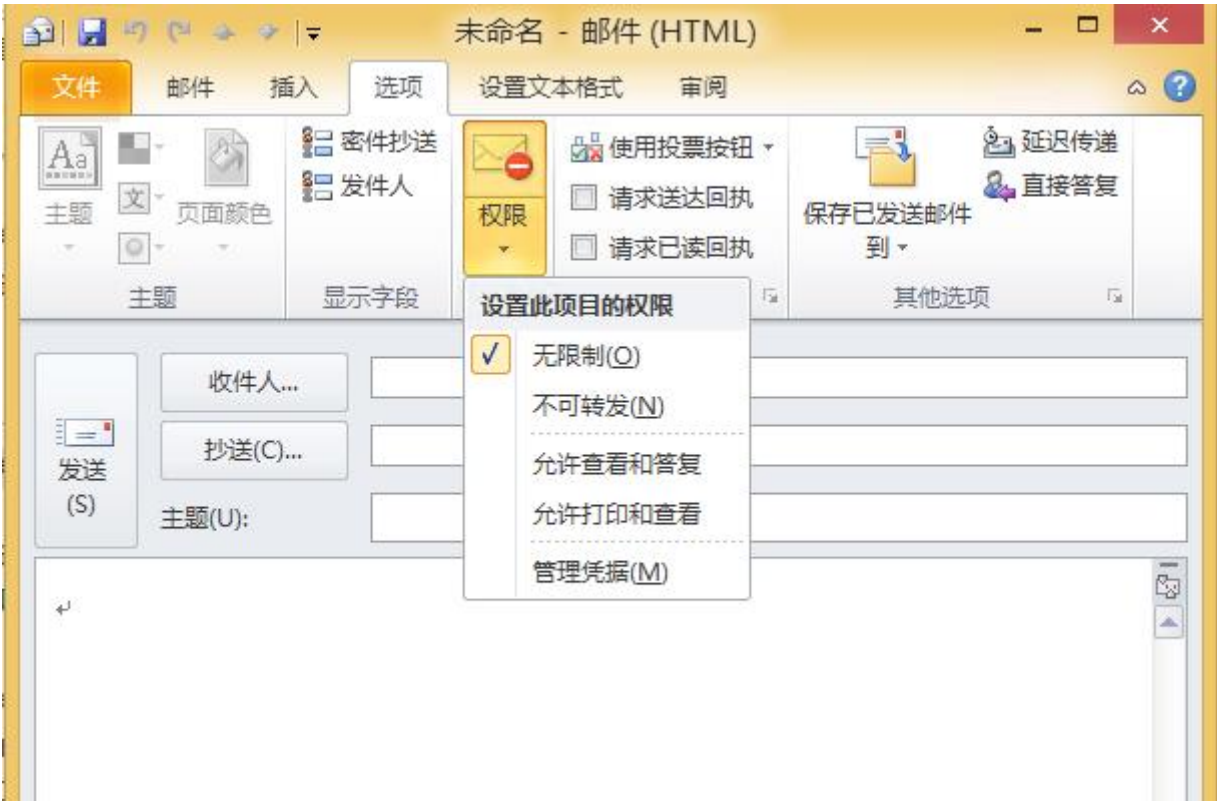 未命名 - 邮件 (HTML)
文件 邮件 插入 选项 设置文本格式 审阅
Aa 主题
文
页面颜色
主题
密件抄送
发件人
显示字段
权限
使用投票按钮
请求送达回执
请求已读回执
保存已发送邮件
到
延迟传递
直接答复
其他选项
设置此项目的权限
无限制(O)
不可转发(N)
允许查看和答复
允许打印和查看
管理凭据(M)
发送
(S)
收件人...
抄送(C)...
主题(U):